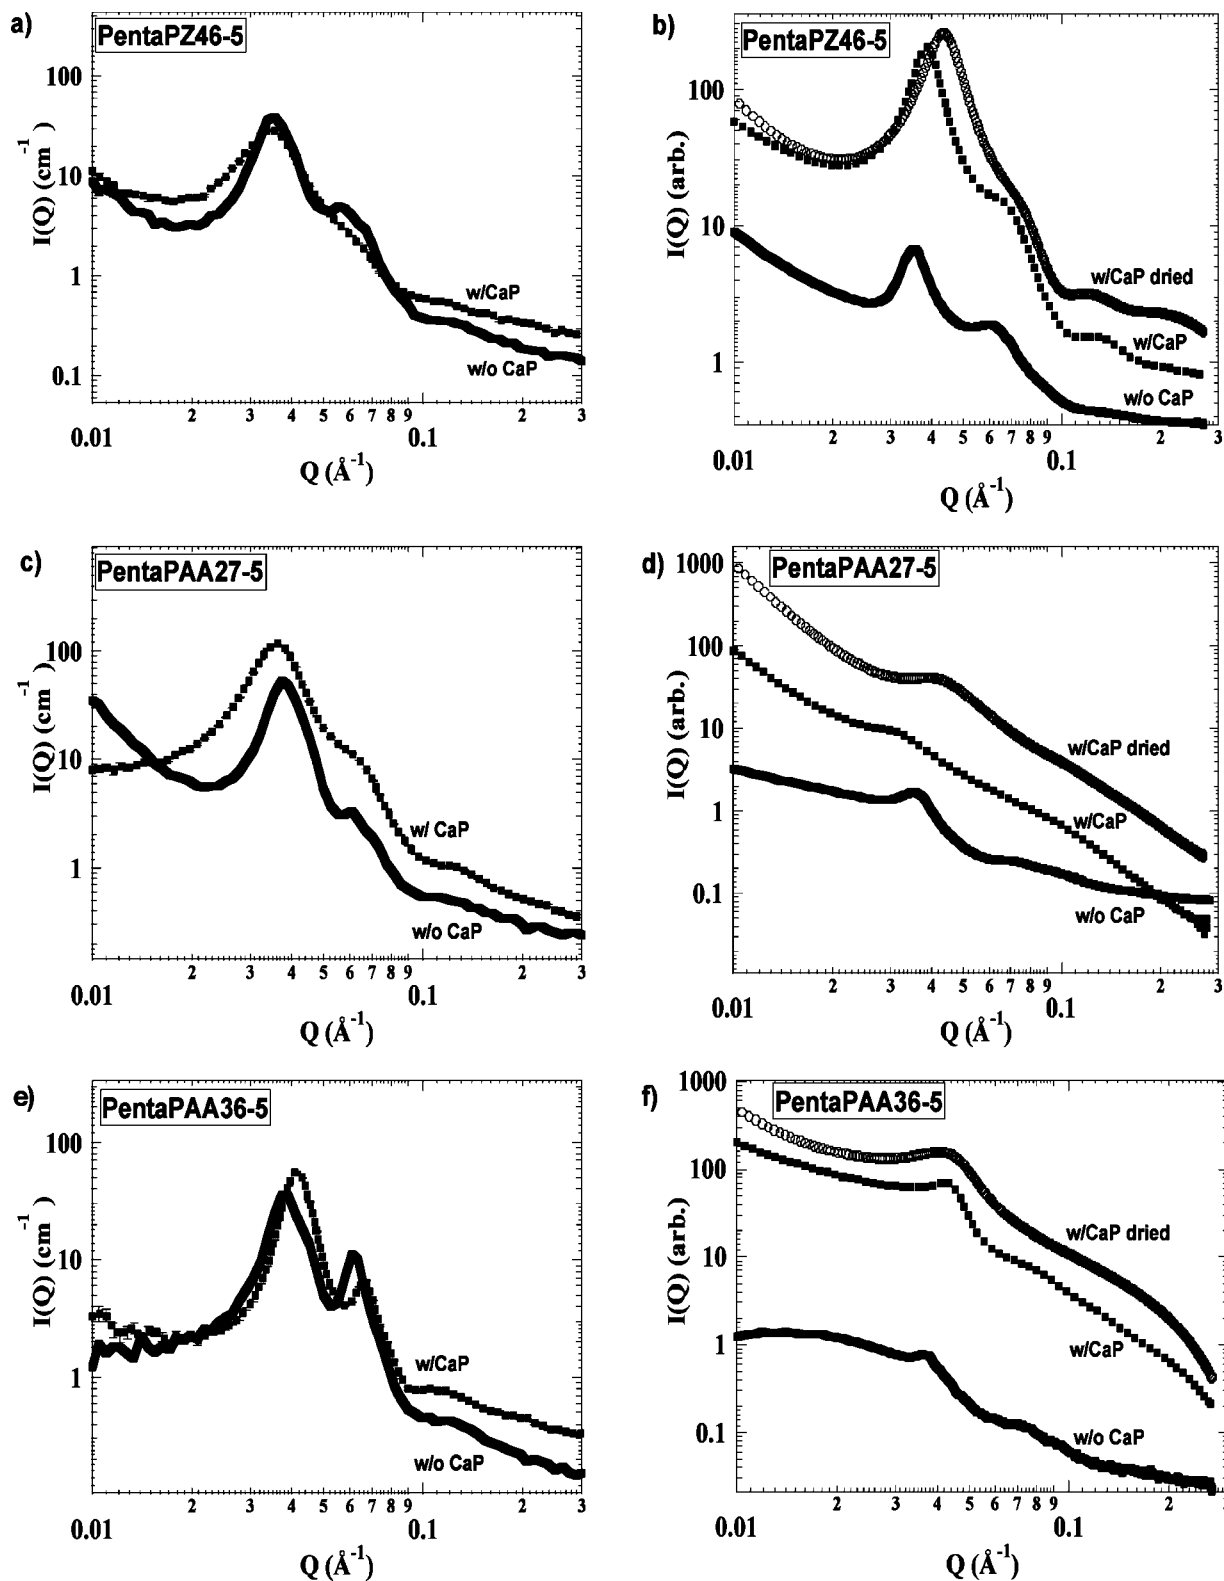 a)
PentaPZ46-5
I(Q) (cm⁻¹)
100
10
1
0.1
w/CaP
w/o CaP
2 3 4 5 6 7 8 9 2 3
0.01 0.1
Q (Å⁻¹)
b)
PentaPZ46-5
I(Q) (arb.)
100
10
1
w/CaP dried
w/CaP
w/o CaP
2 3 4 5 6 7 8 9 2 3
0.01 0.1
Q (Å⁻¹)
c)
PentaPAA27-5
I(Q) (cm⁻¹)
100
10
1
w/ CaP
w/o CaP
2 3 4 5 6 7 8 9 2 3
0.01 0.1
Q (Å⁻¹)
d)
PentaPAA27-5
I(Q) (arb.)
1000
100
10
1
0.1
w/CaP dried
w/CaP
w/o CaP
2 3 4 5 6 7 8 9 2 3
0.01 0.1
Q (Å⁻¹)
e)
PentaPAA36-5
I(Q) (cm⁻¹)
100
10
1
w/CaP
w/o CaP
2 3 4 5 6 7 8 9 2 3
0.01 0.1
Q (Å⁻¹)
f)
PentaPAA36-5
I(Q) (arb.)
1000
100
10
1
0.1
w/CaP dried
w/CaP
w/o CaP
2 3 4 5 6 7 8 9 2
0.01 0.1
Q (Å⁻¹)